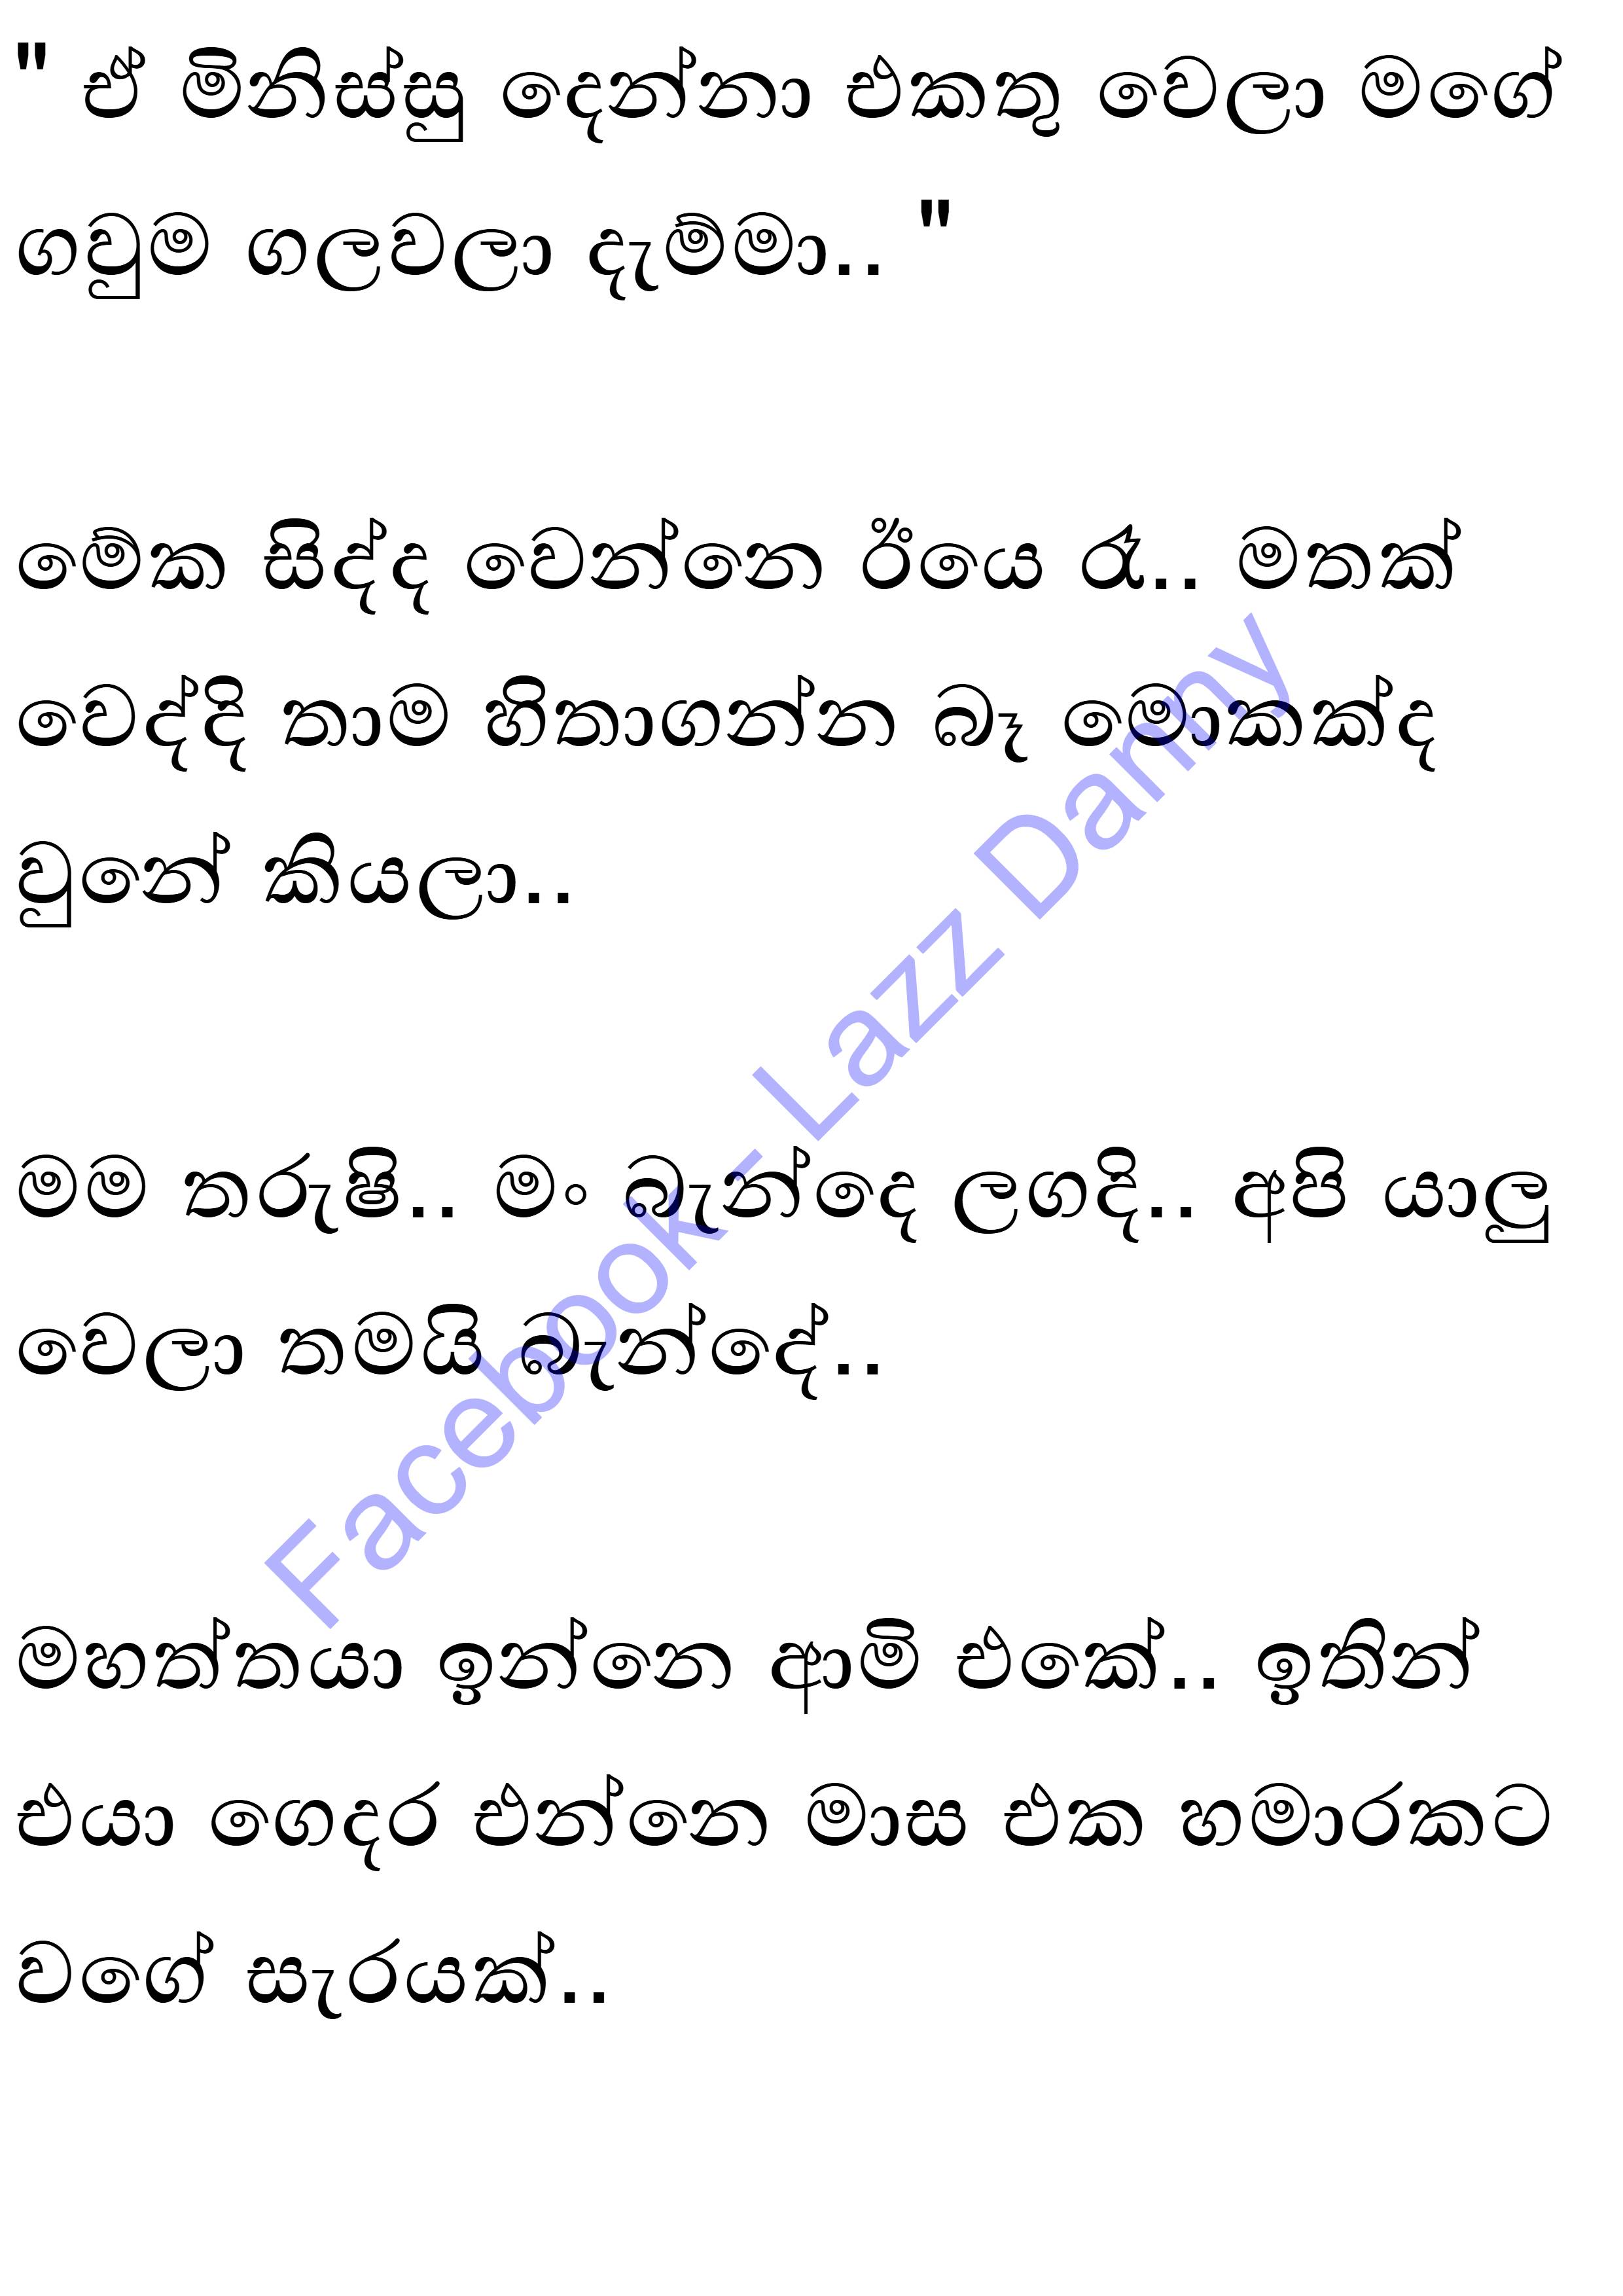 " ඒ මිනිස්සු දෙන්නා එකතු වෙලා මගේ
ගවුම ගලවලා දැම්මා.. "
මේක සිද්ද වෙන්නෙ ඊයෙ රෑ.. මතක්
වෙද්දි තාම හිතාගන්න බෑ මොකක්ද
වුනේ කියලා..
මම තරුෂි.. මං බැන්දෙ ලගදි.. අපි යාලු
වෙලා තමයි බැන්දේ..
මහත්තයා ඉන්නෙ ආමි එකේ.. ඉතින්
එයා ගෙදර එන්නෙ මාස එක හමාරකට
වගේ සැරයක්..
Facebook - Lazz Danny